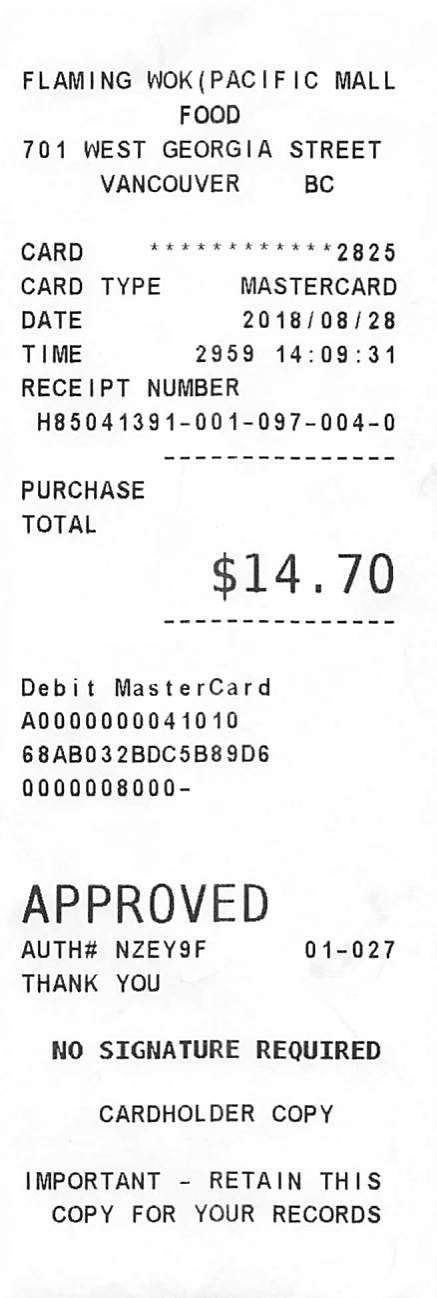 FLAMING WOK(PACIFIC MALL
FOOD
701 WEST GEORGIA STREET
VANCOUVER BC
CARD ************2825
CARD TYPE MASTERCARD
DATE 2018/08/28
TIME 2959 14:09:31
RECEIPT NUMBER
H85041391-001-097-004-0
---------------
PURCHASE
TOTAL
$14.70
---------------
Debit MasterCard
A0000000041010
68AB032BDC5B89D6
0000008000-
APPROVED
AUTH# NZEY9F 01-027
THANK YOU
NO SIGNATURE REQUIRED
CARDHOLDER COPY
IMPORTANT - RETAIN THIS
COPY FOR YOUR RECORDS